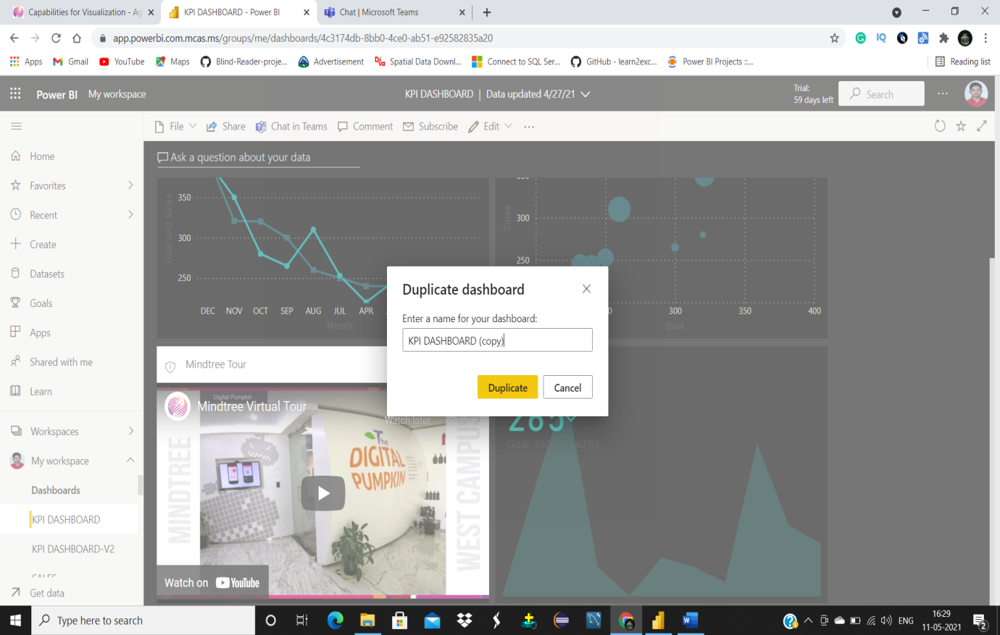 Capabilities for Visualization - Ag
KPI DASHBOARD - Power BI
Chat | Microsoft Teams
app.powerbi.com.mcas.ms/groups/me/dashboards/4c3174db-8bb0-4ce0-ab51-e92582835a20
Apps
Gmail
YouTube
Maps
Blind-Reader-proje...
Advertisement
Spatial Data Downl...
Connect to SQL Ser...
GitHub - learn2exc...
Power BI Projects ::...
Reading list
Power BI My workspace
KPI DASHBOARD | Data updated 4/27/21
Trial:
59 days left
Search
File
Share
Chat in Teams
Comment
Subscribe
Edit
Home
Favorites
Recent
Create
Datasets
Goals
Apps
Shared with me
Learn
Workspaces
My workspace
Dashboards
KPI DASHBOARD
KPI DASHBOARD-V2
SALES
Get data
Ask a question about your data
Goal and Sales
350
300
250
DEC NOV OCT SEP AUG JUL APR
Month
Sales
350
300
250
300 350 400
Goal
Duplicate dashboard
Enter a name for your dashboard:
KPI DASHBOARD (copy)
Duplicate
Cancel
Mindtree Tour
Digital Pumpkin
Mindtree Virtual Tour
Watch later
Share
MINDTREE
The
DIGITAL
PUMPKIN
WEST CAMPU
Watch on YouTube
285
Type here to search
ENG
16:29
11-05-2021
2